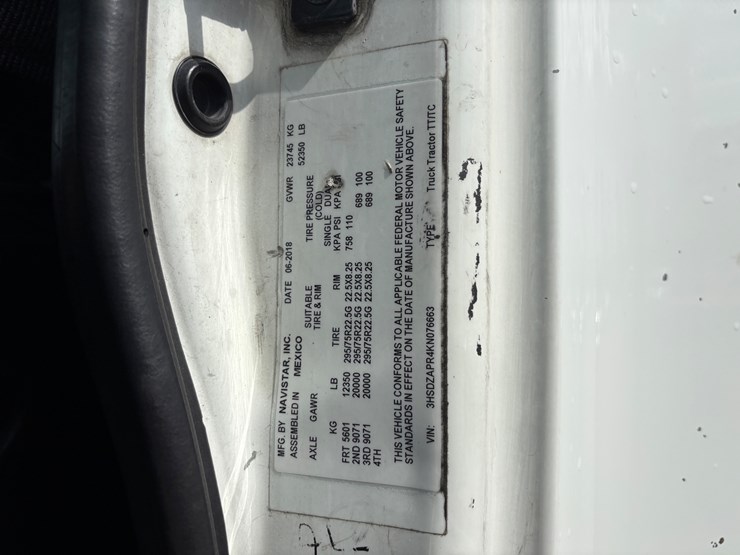 MFG. BY NAVISTAR, INC. DATE 06-2018 GVWR 23745 KG
ASSEMBLED IN MEXICO 52350 LB
SUITABLE TIRE PRESSURE
AXLE GAWR TIRE & RIM (COLD)
SINGLE DUAL
KG LB TIRE RIM KPA PSI KPA PSI
FRT 5601 12350 295/75R22.5G 22.5X8.25 758 110
2ND 9071 20000 295/75R22.5G 22.5X8.25 689 100
3RD 9071 20000 295/75R22.5G 22.5X8.25 689 100
4TH
THIS VEHICLE CONFORMS TO ALL APPLICABLE FEDERAL MOTOR VEHICLE SAFETY
STANDARDS IN EFFECT ON THE DATE OF MANUFACTURE SHOWN ABOVE.
VIN: 3HSDZAPR4KN076663 TYPE Truck Tractor TT/TC